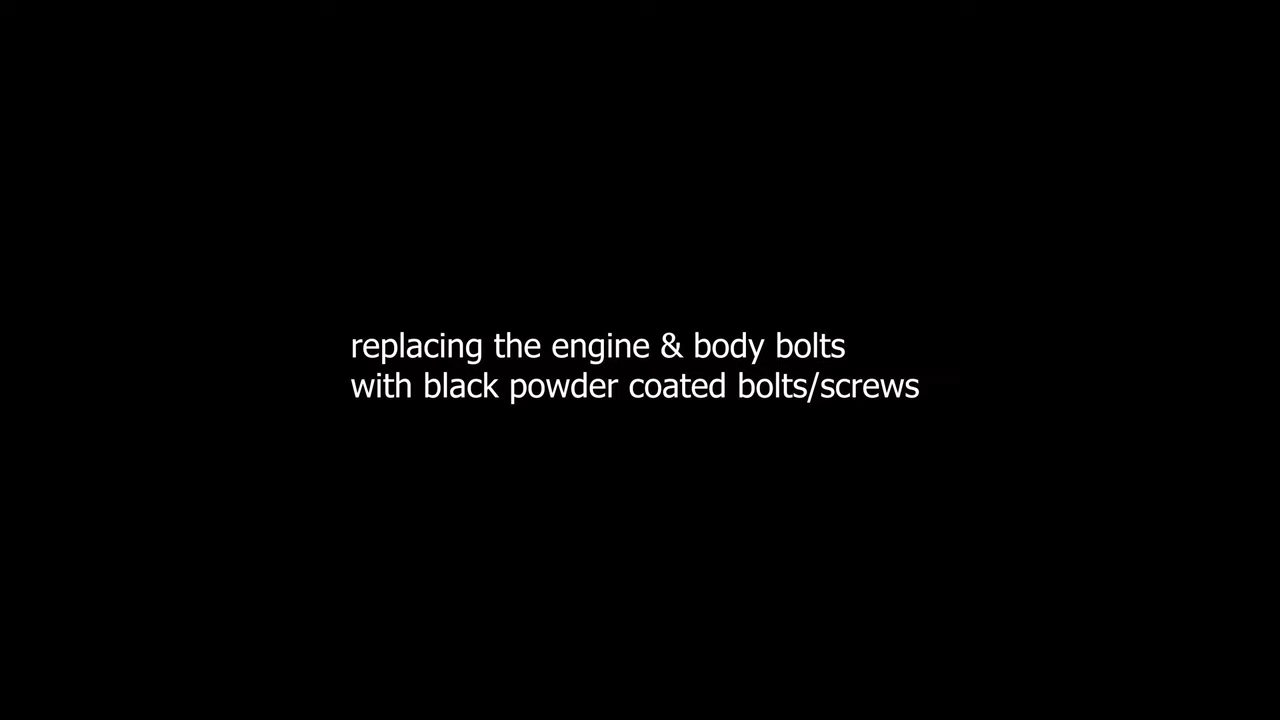 replacing the engine & body bolts
with black powder coated bolts/screws